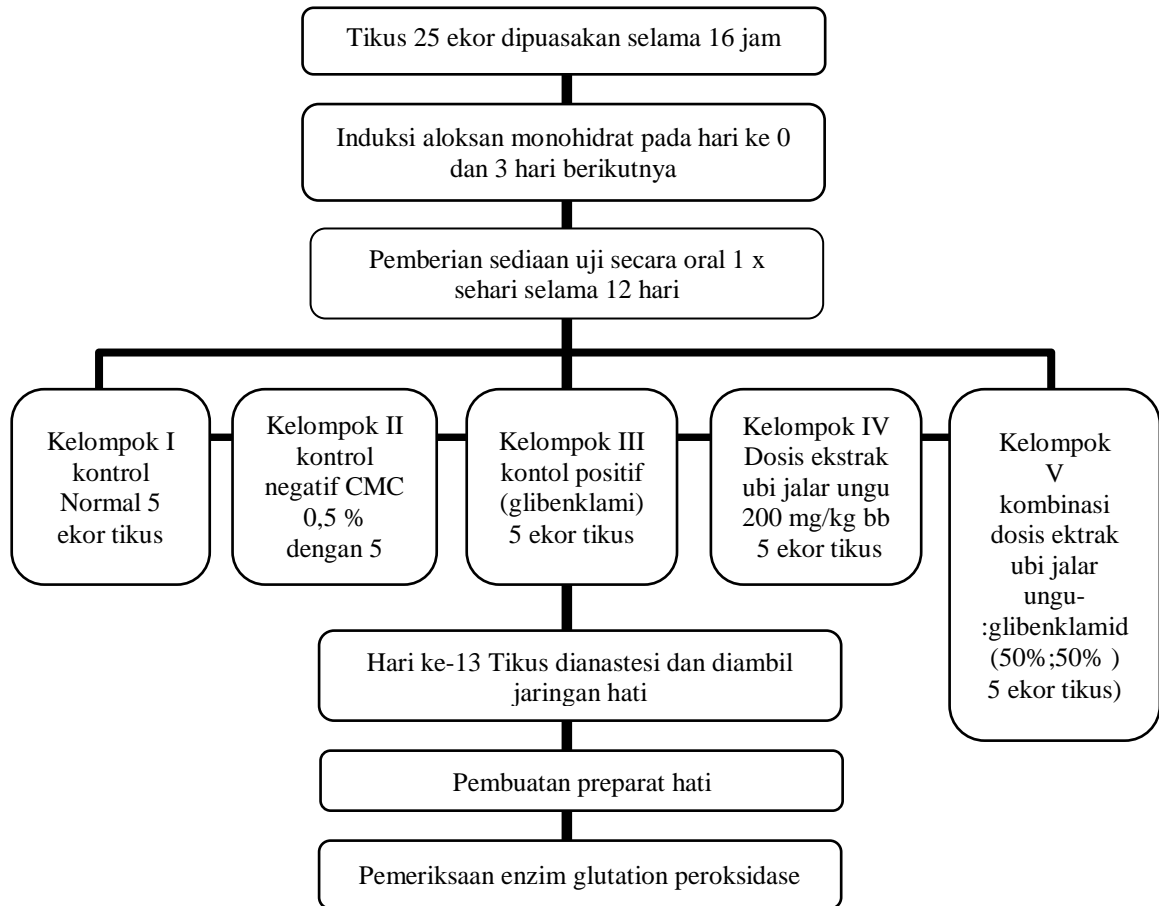 Tikus 25 ekor dipuasakan selama 16 jam
Induksi aloksan monohidrat pada hari ke 0
dan 3 hari berikutnya
Pemberian sediaan uji secara oral 1 x
sehari selama 12 hari
Kelompok I
kontrol
Normal 5
ekor tikus
Kelompok II
kontrol
negatif CMC
0,5 %
dengan 5
Kelompok III
kontol positif
(glibenklami)
5 ekor tikus
Kelompok IV
Dosis ekstrak
ubi jalar ungu
200 mg/kg bb
5 ekor tikus
Kelompok
V
kombinasi
dosis ektrak
ubi jalar
ungu-
:glibenklamid
(50%;50% )
5 ekor tikus)
Hari ke-13 Tikus dianastesi dan diambil
jaringan hati
Pembuatan preparat hati
Pemeriksaan enzim glutation peroksidase